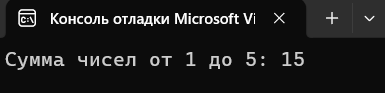 Консоль отладки Microsoft Vi
Сумма чисел от 1 до 5: 15